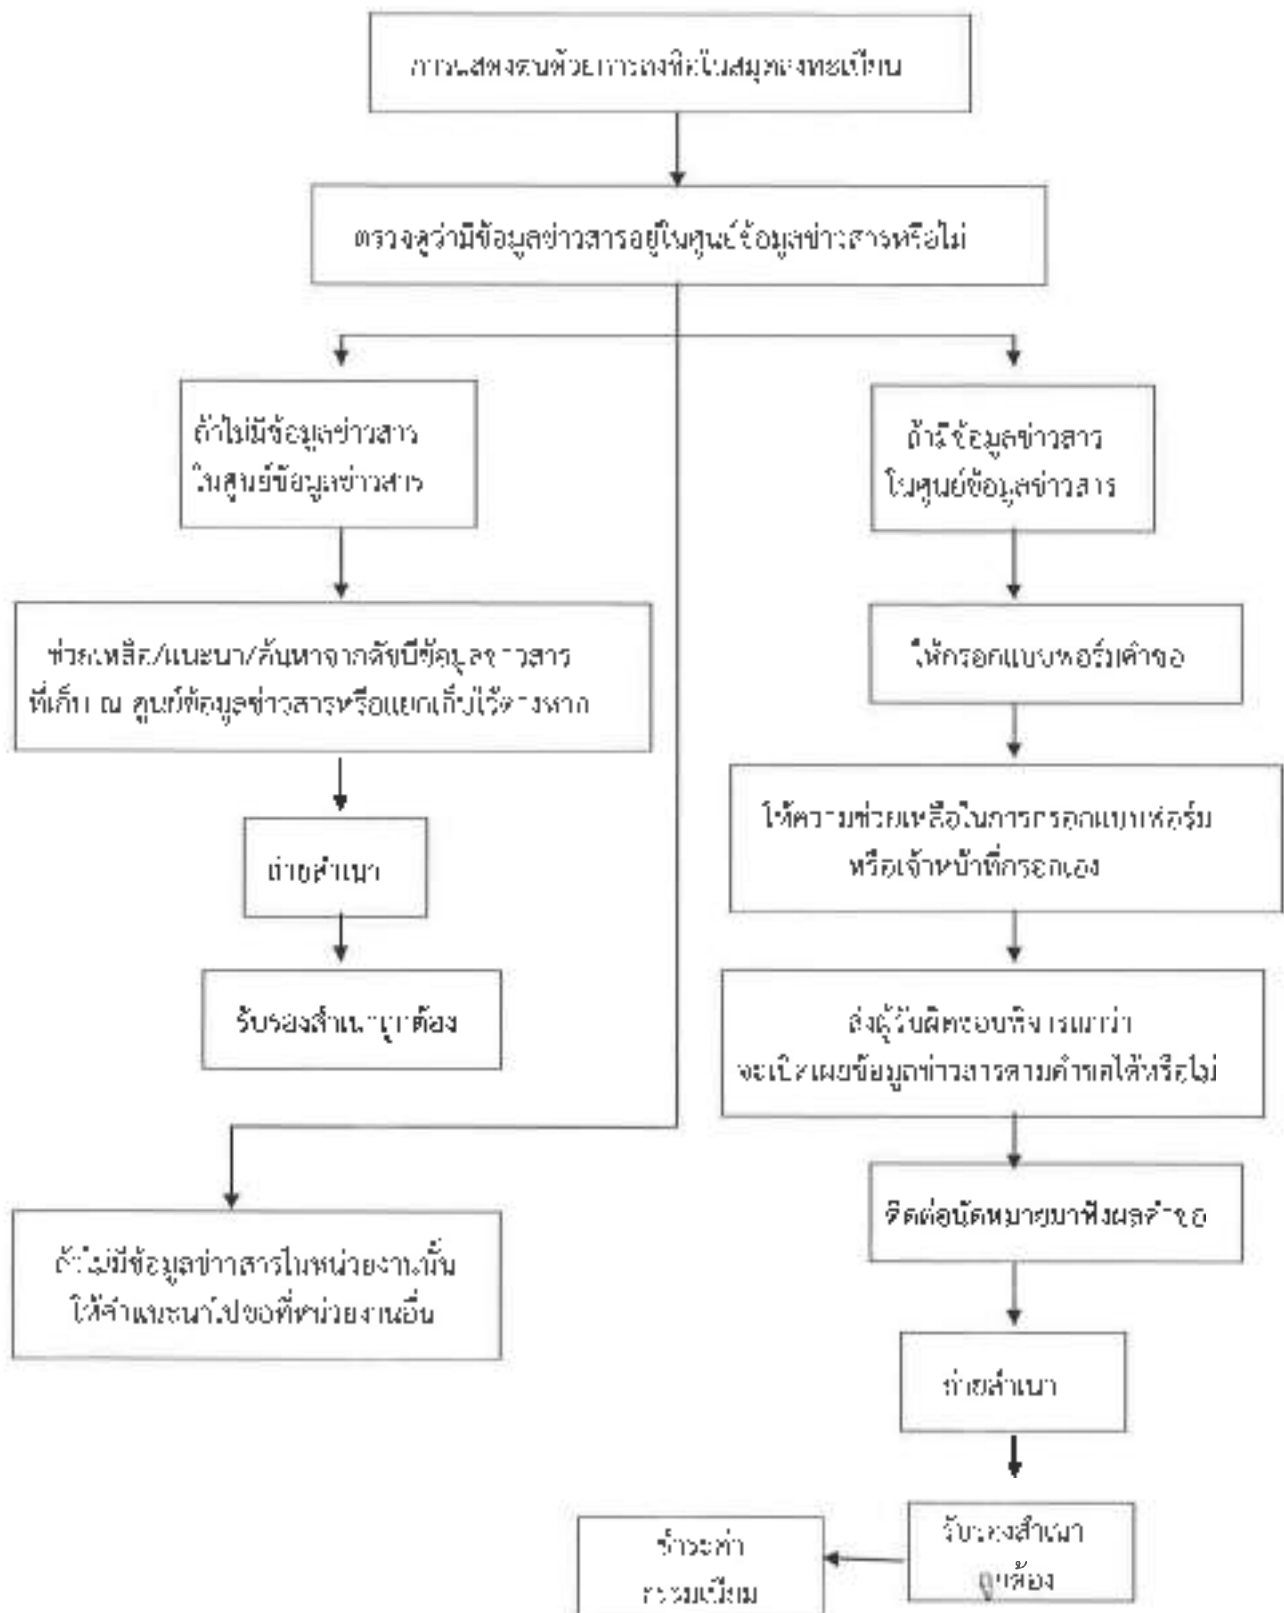 การแสดงตนด้วยการลงชื่อในสมุดลงทะเบียน
ตรวจดูว่ามีข้อมูลข่าวสารอยู่ในศูนย์ข้อมูลข่าวสารหรือไม่
ถ้าไม่มีข้อมูลข่าวสาร
ในศูนย์ข้อมูลข่าวสาร
ถ้ามีข้อมูลข่าวสาร
ในศูนย์ข้อมูลข่าวสาร
ช่วยเหลือ/แนะนำ/ค้นหาจากดัชนีข้อมูลข่าวสาร
ที่เก็บ ณ ศูนย์ข้อมูลข่าวสารหรือแยกเก็บไว้ต่างหาก
ให้กรอกแบบฟอร์มคำขอ
ให้ความช่วยเหลือในการกรอกแบบฟอร์ม
หรือเจ้าหน้าที่กรอกเอง
ถ่ายสำเนา
รับรองสำเนาถูกต้อง
ส่งผู้รับผิดชอบพิจารณาว่า
จะเปิดเผยข้อมูลข่าวสารตามคำขอได้หรือไม่
ติดต่อนัดหมายมาฟังผลคำขอ
ถ้าไม่มีข้อมูลข่าวสารในหน่วยงานนั้น
ให้คำแนะนำไปขอที่หน่วยงานอื่น
ถ่ายสำเนา
รับรองสำเนา
ถูกต้อง
ชำระค่า
ธรรมเนียม